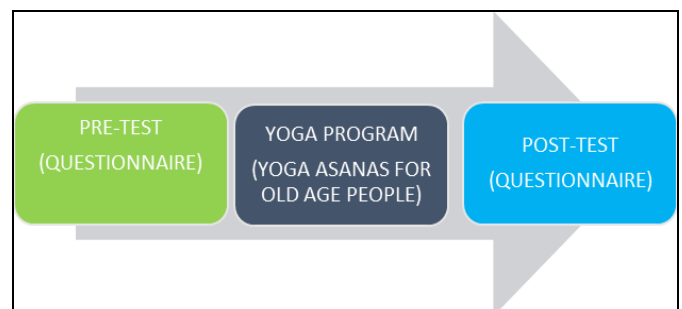 PRE-TEST
(QUESTIONNAIRE)
YOGA PROGRAM
(YOGA ASANAS FOR
OLD AGE PEOPLE)
POST-TEST
(QUESTIONNAIRE)